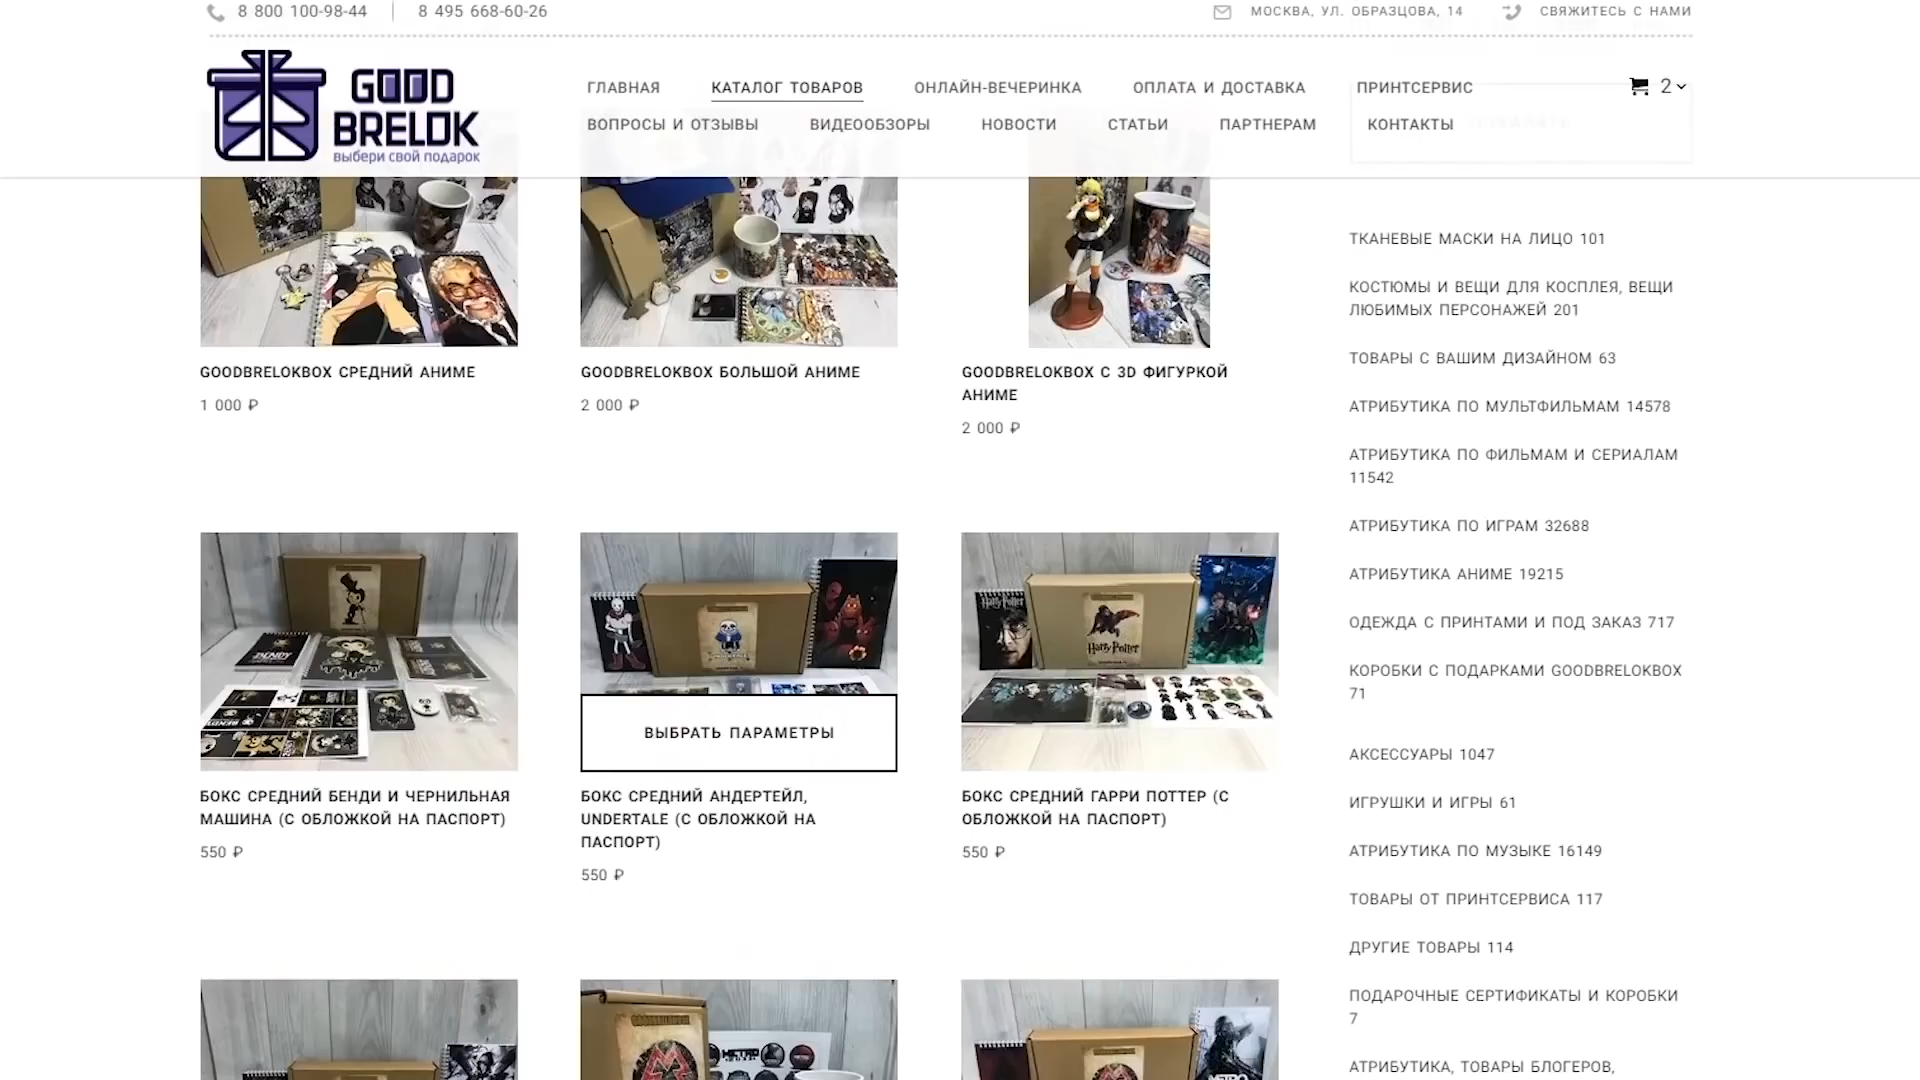 8 800 100-98-44
8 495 668-60-26
МОСКВА, УЛ. ОБРАЗЦОВА, 14
СВЯЖИТЕСЬ С НАМИ
GOOD
BRELOK
выбери свой подарок
ГЛАВНАЯ
КАТАЛОГ ТОВАРОВ
ОНЛАЙН-ВЕЧЕРИНКА
ОПЛАТА И ДОСТАВКА
ПРИНТСЕРВИС
2
ВОПРОСЫ И ОТЗЫВЫ
ВИДЕООБЗОРЫ
НОВОСТИ
СТАТЬИ
ПАРТНЕРАМ
КОНТАКТЫ
GOODBRELOKBOX СРЕДНИЙ АНИМЕ
1 000 ₽
GOODBRELOKBOX БОЛЬШОЙ АНИМЕ
2 000 ₽
GOODBRELOKBOX С 3D ФИГУРКОЙ
АНИМЕ
2 000 ₽
BENDY
Harry Potter
Harry Potter
ВЫБРАТЬ ПАРАМЕТРЫ
БОКС СРЕДНИЙ БЕНДИ И ЧЕРНИЛЬНАЯ
МАШИНА (С ОБЛОЖКОЙ НА ПАСПОРТ)
550 ₽
БОКС СРЕДНИЙ АНДЕРТЕЙЛ,
UNDERTALE (С ОБЛОЖКОЙ НА
ПАСПОРТ)
550 ₽
БОКС СРЕДНИЙ ГАРРИ ПОТТЕР (С
ОБЛОЖКОЙ НА ПАСПОРТ)
550 ₽
METRO
METRO
ТКАНЕВЫЕ МАСКИ НА ЛИЦО 101
КОСТЮМЫ И ВЕЩИ ДЛЯ КОСПЛЕЯ, ВЕЩИ
ЛЮБИМЫХ ПЕРСОНАЖЕЙ 201
ТОВАРЫ С ВАШИМ ДИЗАЙНОМ 63
АТРИБУТИКА ПО МУЛЬТФИЛЬМАМ 14578
АТРИБУТИКА ПО ФИЛЬМАМ И СЕРИАЛАМ
11542
АТРИБУТИКА ПО ИГРАМ 32688
АТРИБУТИКА АНИМЕ 19215
ОДЕЖДА С ПРИНТАМИ И ПОД ЗАКАЗ 717
КОРОБКИ С ПОДАРКАМИ GOODBRELOKBOX
71
АКСЕССУАРЫ 1047
ИГРУШКИ И ИГРЫ 61
АТРИБУТИКА ПО МУЗЫКЕ 16149
ТОВАРЫ ОТ ПРИНТСЕРВИСА 117
ДРУГИЕ ТОВАРЫ 114
ПОДАРОЧНЫЕ СЕРТИФИКАТЫ И КОРОБКИ
7
АТРИБУТИКА, ТОВАРЫ БЛОГЕРОВ,